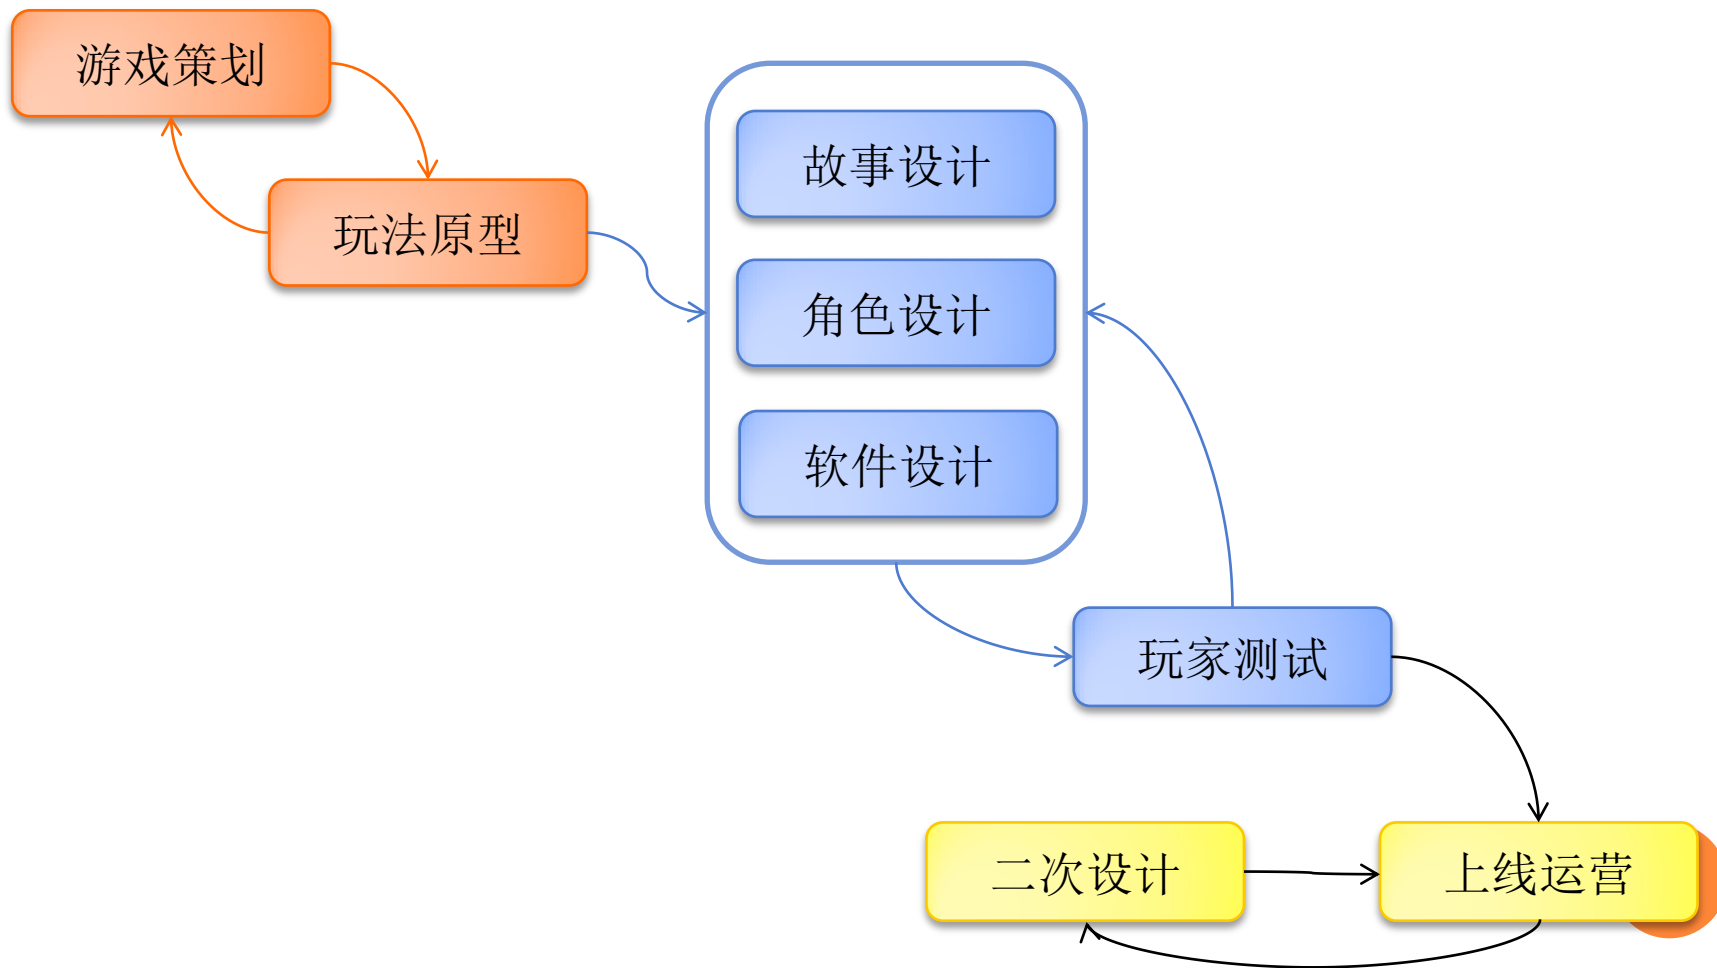 游戏策划
玩法原型
故事设计
角色设计
软件设计
玩家测试
二次设计
上线运营